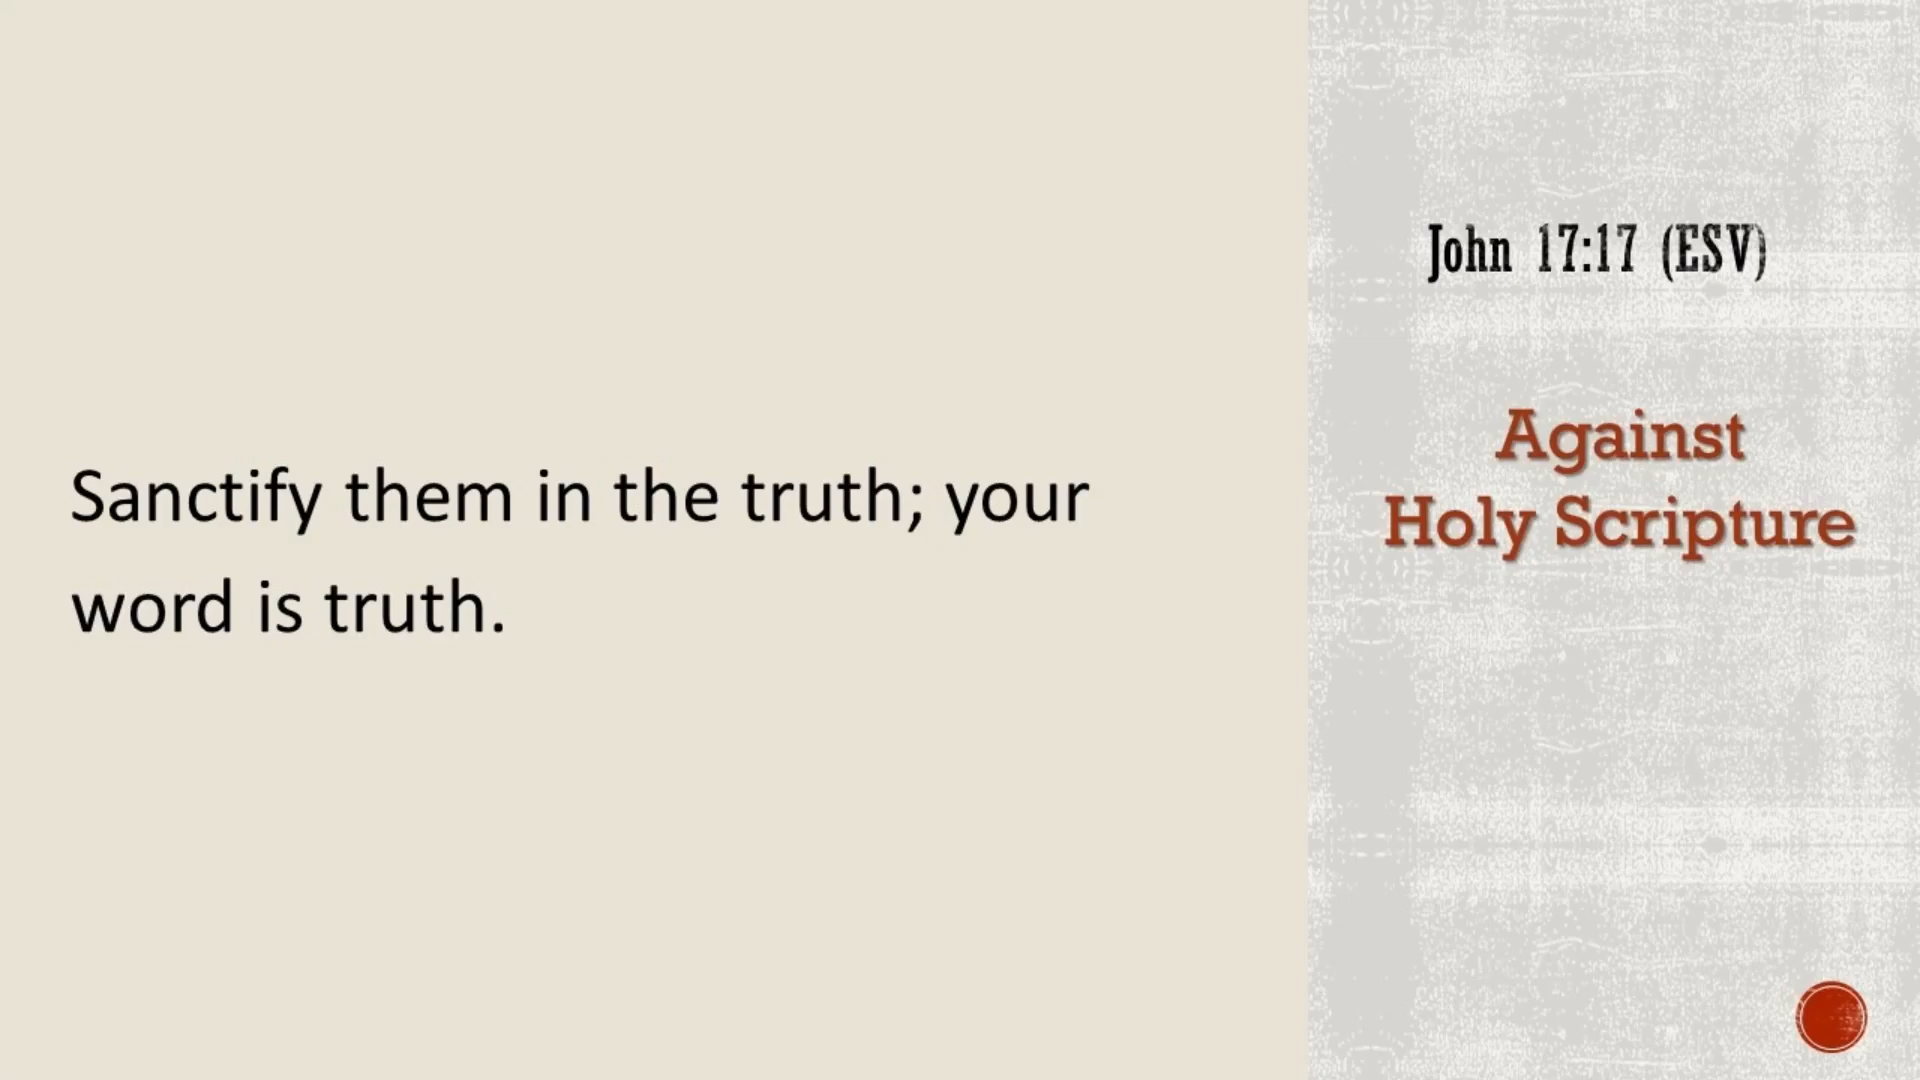 Sanctify them in the truth; your
word is truth.
John 17:17 (ESV)
Against
Holy Scripture